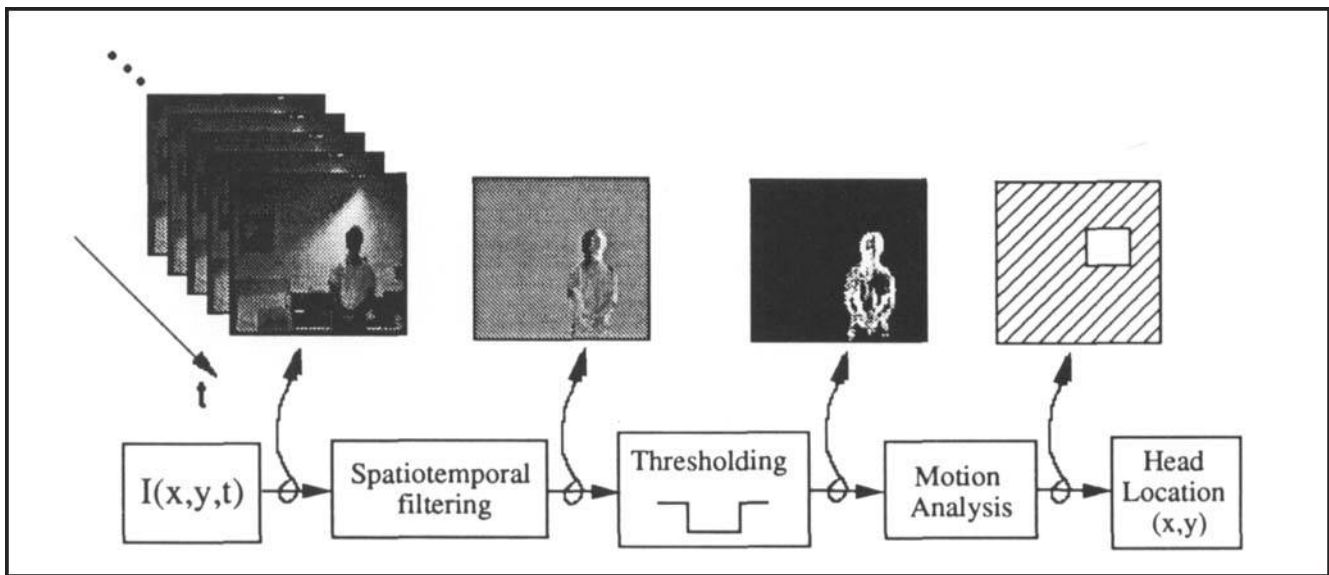 t
I(x,y,t)
Spatiotemporal
filtering
Thresholding
Motion
Analysis
Head
Location
(x,y)